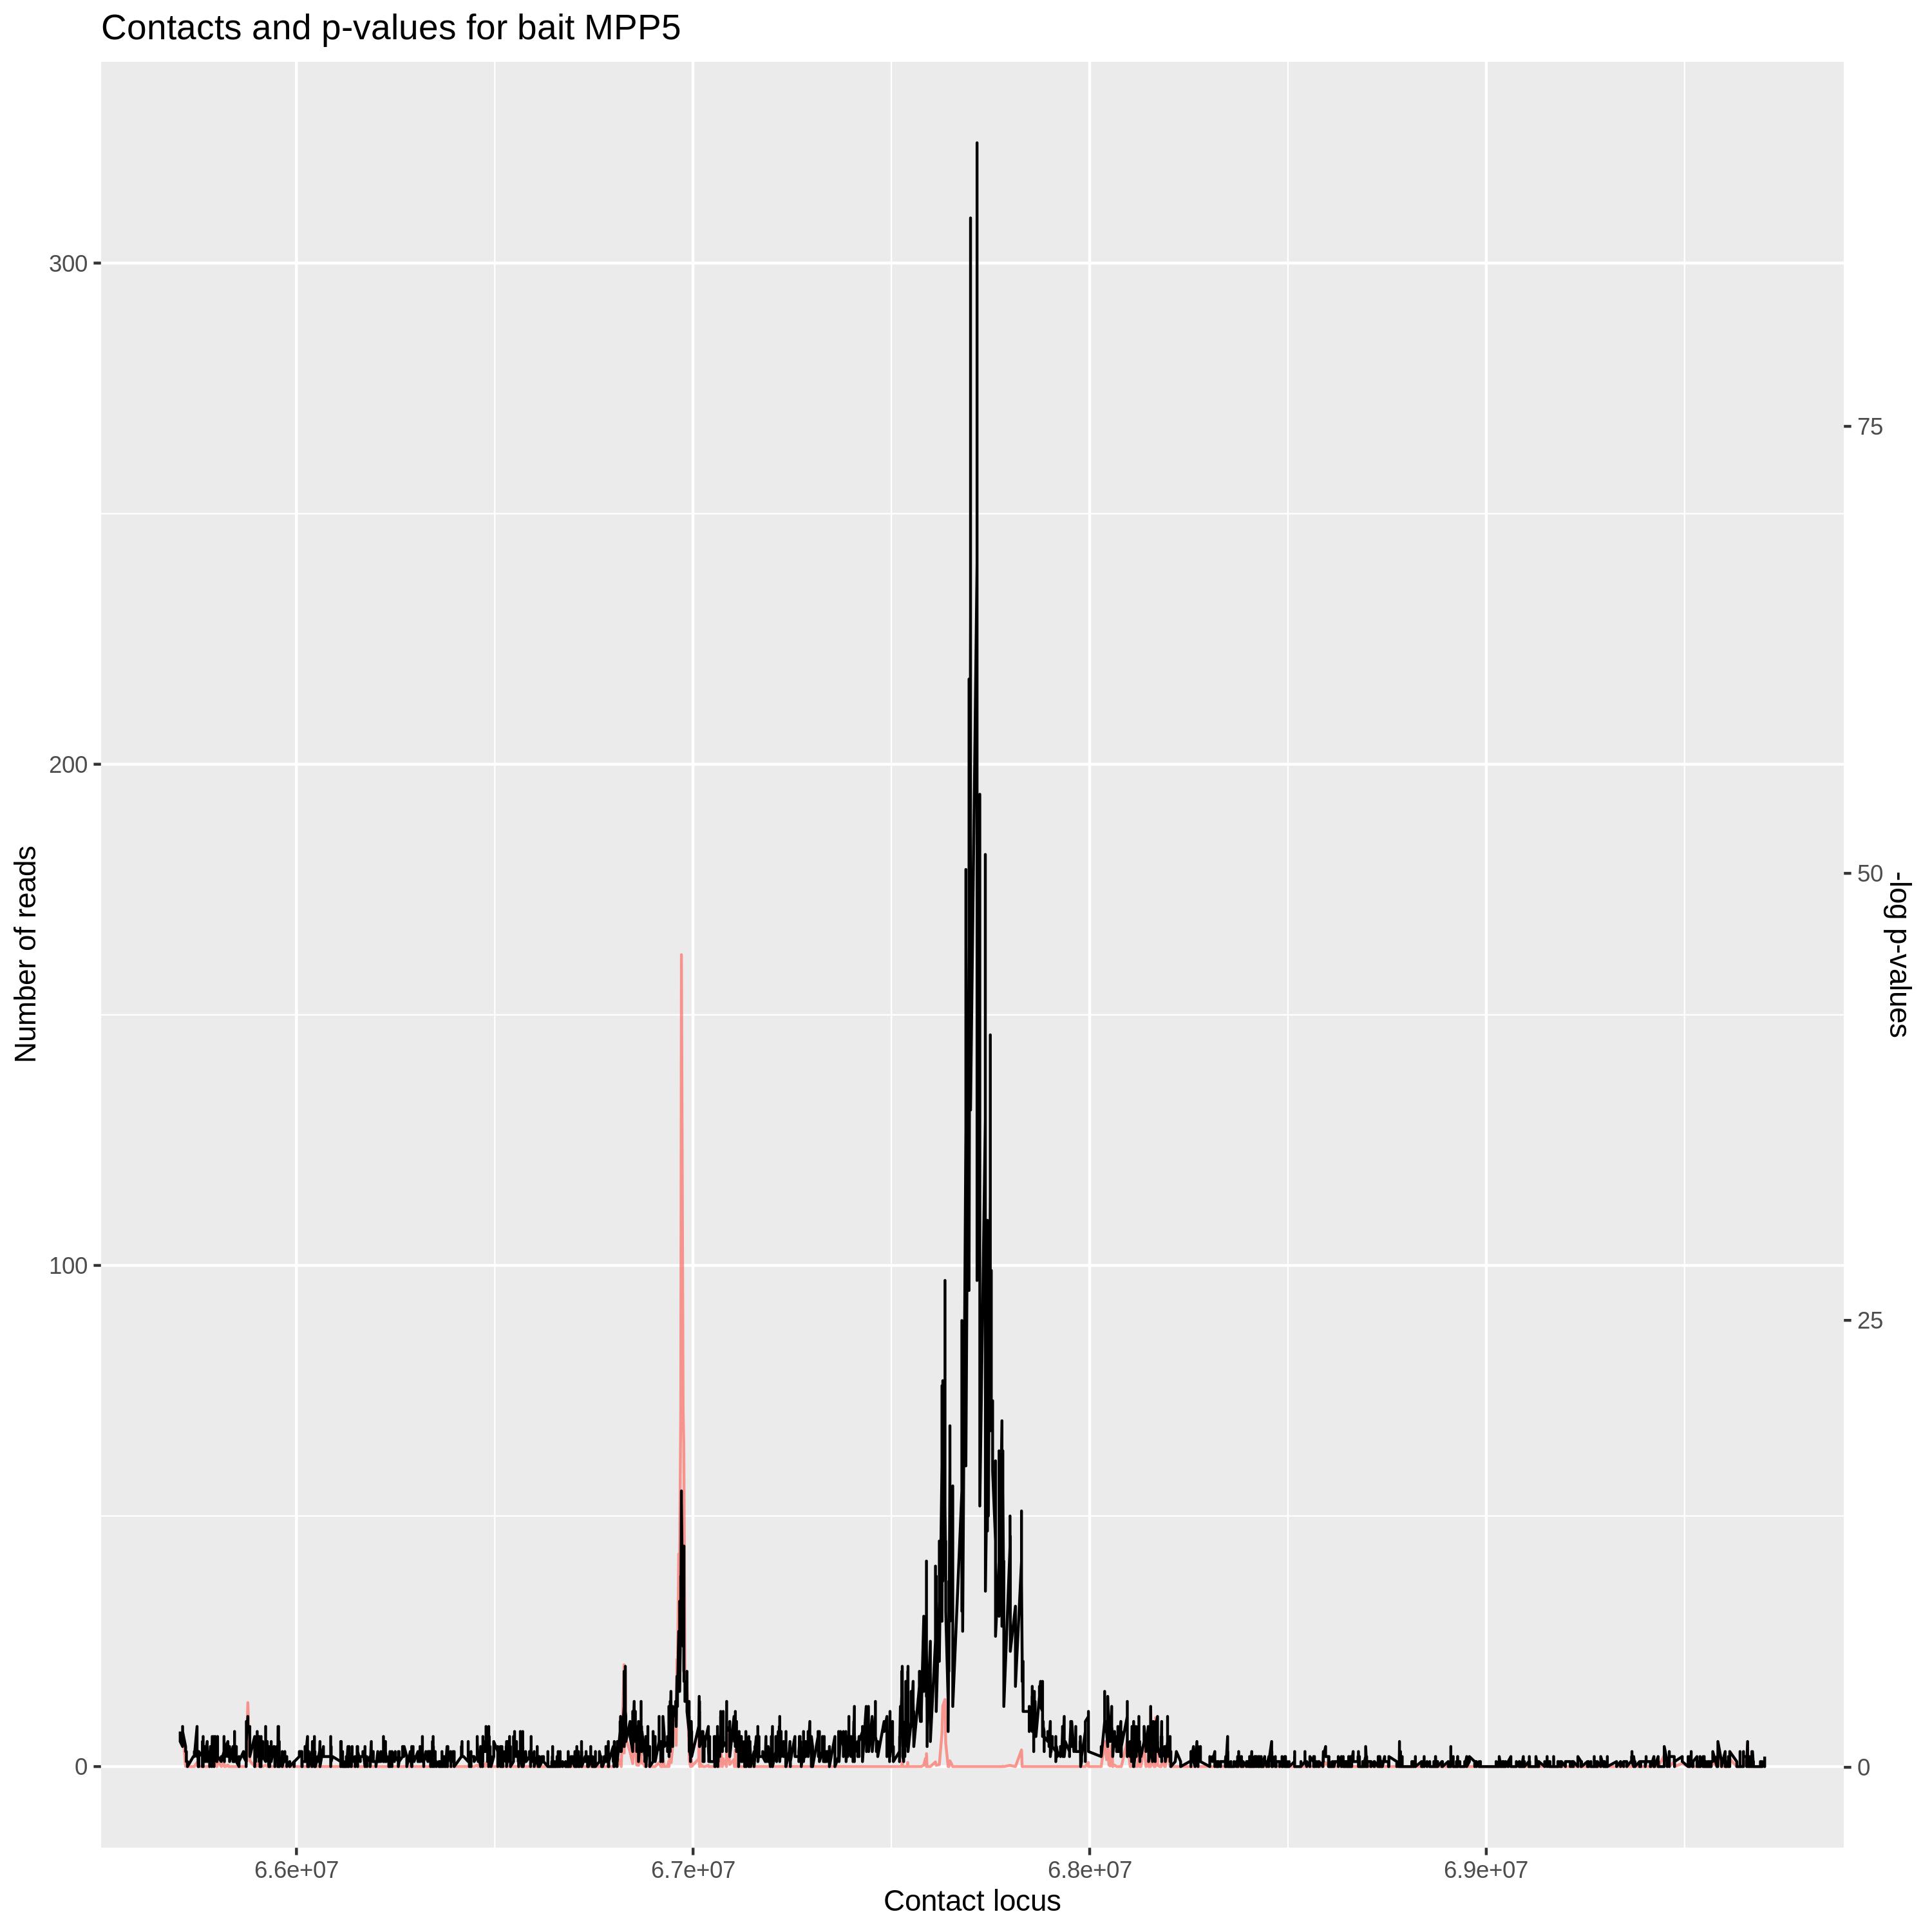 Contacts and p-values for bait MPP5
300
200
100
0
Number of reads
75
50
25
0
-log p-values
6.6e+07
6.7e+07
6.8e+07
6.9e+07
Contact locus